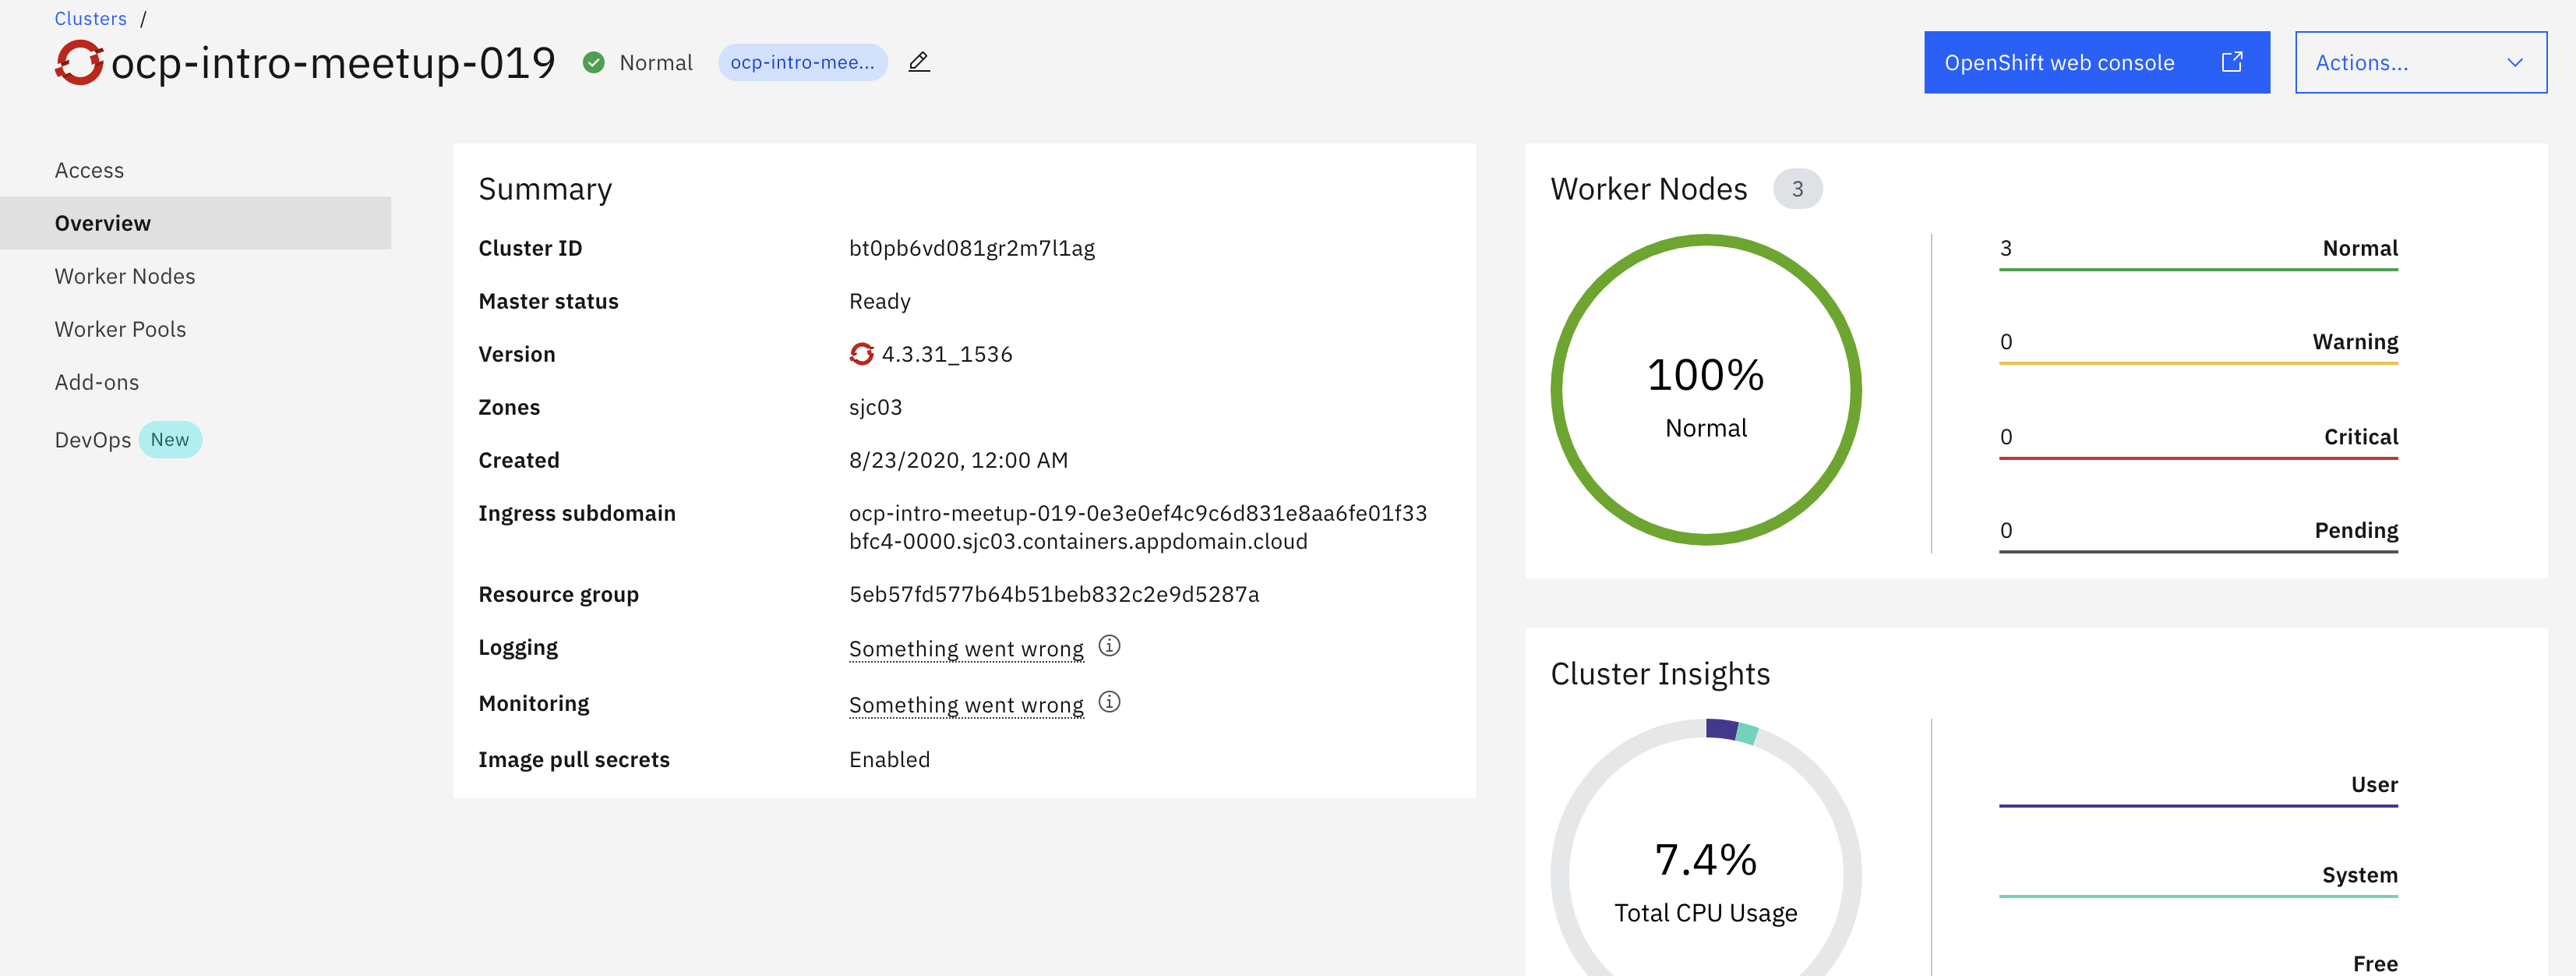 Clusters /
ocp-intro-meetup-019
Normal
ocp-intro-mee...
OpenShift web console
Actions...
Access
Overview
Worker Nodes
Worker Pools
Add-ons
DevOps New
Summary
Cluster ID bt0pb6vd081gr2m7l1ag
Master status Ready
Version 4.3.31_1536
Zones sjc03
Created 8/23/2020, 12:00 AM
Ingress subdomain ocp-intro-meetup-019-0e3e0ef4c9c6d831e8aa6fe01f33
bfc4-0000.sjc03.containers.appdomain.cloud
Resource group 5eb57fd577b64b51beb832c2e9d5287a
Logging Something went wrong
Monitoring Something went wrong
Image pull secrets Enabled
Worker Nodes 3
100%
Normal
3 Normal
0 Warning
0 Critical
0 Pending
Cluster Insights
7.4%
Total CPU Usage
User
System
Free